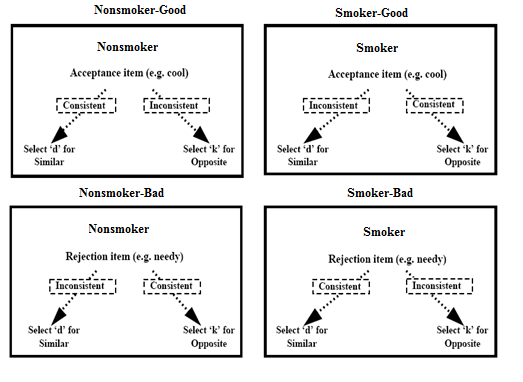 Nonsmoker-Good
Nonsmoker
Acceptance item (e.g. cool)
Consistent
Inconsistent
Select ‘d’ for
Similar
Select ‘k’ for
Opposite
Smoker-Good
Smoker
Acceptance item (e.g. cool)
Inconsistent
Consistent
Select ‘d’ for
Similar
Select ‘k’ for
Opposite
Nonsmoker-Bad
Nonsmoker
Rejection item (e.g. needy)
Inconsistent
Consistent
Select ‘d’ for
Similar
Select ‘k’ for
Opposite
Smoker-Bad
Smoker
Rejection item (e.g. needy)
Consistent
Inconsistent
Select ‘d’ for
Similar
Select ‘k’ for
Opposite